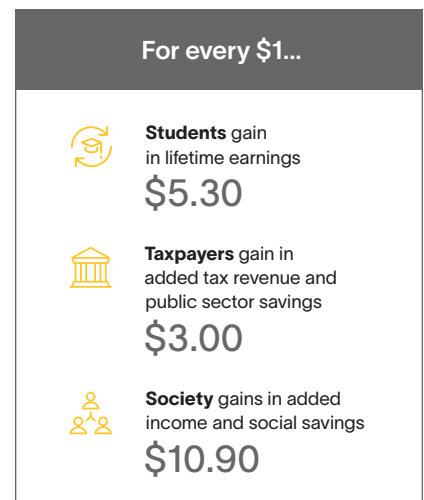 For every $1...
Students gain
in lifetime earnings
$5.30
Taxpayers gain in
added tax revenue and
public sector savings
$3.00
Society gains in added
income and social savings
$10.90